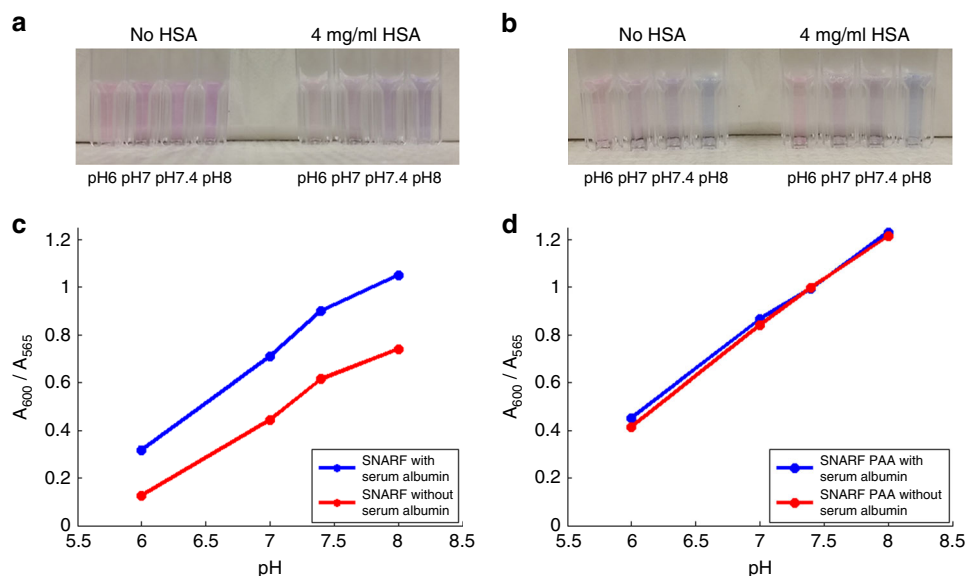 a
No HSA 4 mg/ml HSA
pH6 pH7 pH7.4 pH8 pH6 pH7 pH7.4 pH8
b
No HSA 4 mg/ml HSA
pH6 pH7 pH7.4 pH8 pH6 pH7 pH7.4 pH8
c
1.2
1
0.8
0.6
0.4
0.2
0
A600 / A565
5.5 6 6.5 7 7.5 8 8.5
pH
SNARF with
serum albumin
SNARF without
serum albumin
d
1.2
1
0.8
0.6
0.4
0.2
0
A600 / A565
5.5 6 6.5 7 7.5 8 8.5
pH
SNARF PAA with
serum albumin
SNARF PAA without
serum albumin